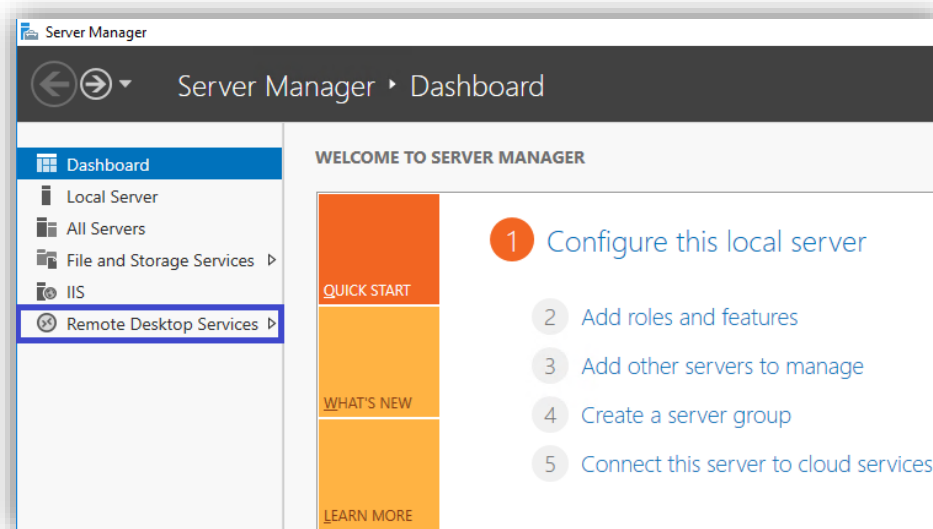 Server Manager
Server Manager ‣ Dashboard
Dashboard
Local Server
All Servers
File and Storage Services
IIS
Remote Desktop Services
WELCOME TO SERVER MANAGER
QUICK START
WHAT'S NEW
LEARN MORE
1 Configure this local server
2 Add roles and features
3 Add other servers to manage
4 Create a server group
5 Connect this server to cloud services